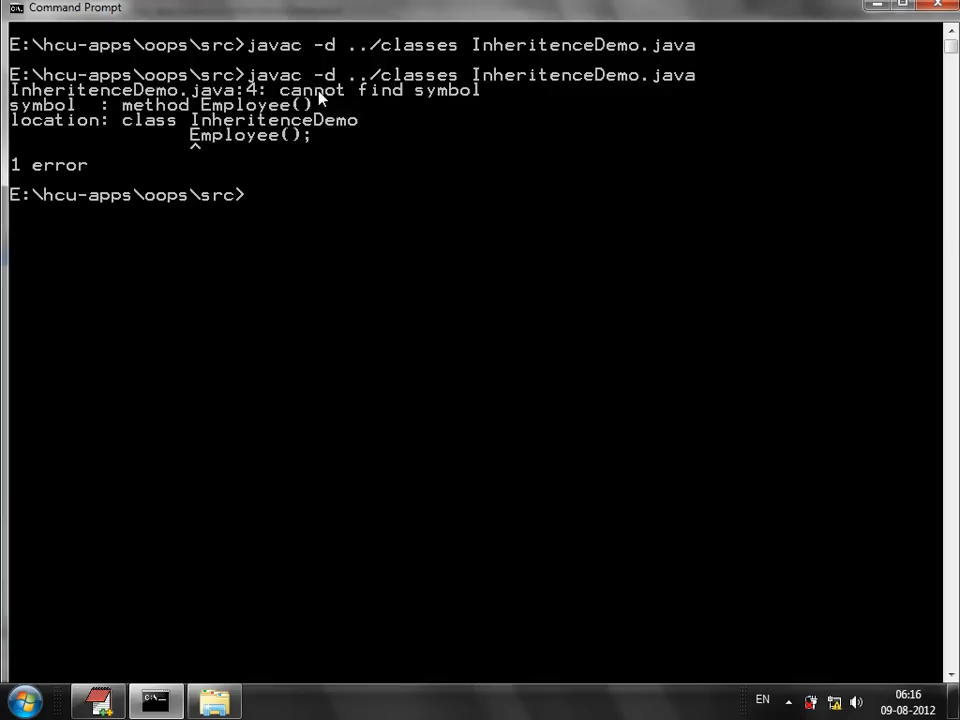 Command Prompt
E:\hcu-apps\oops\src>javac -d ../classes InheritenceDemo.java
E:\hcu-apps\oops\src>javac -d ../classes InheritenceDemo.java
InheritenceDemo.java:4: cannot find symbol
symbol  : method Employee()
location: class InheritenceDemo
Employee();
^
1 error
E:\hcu-apps\oops\src>
EN
06:16
09-08-2012